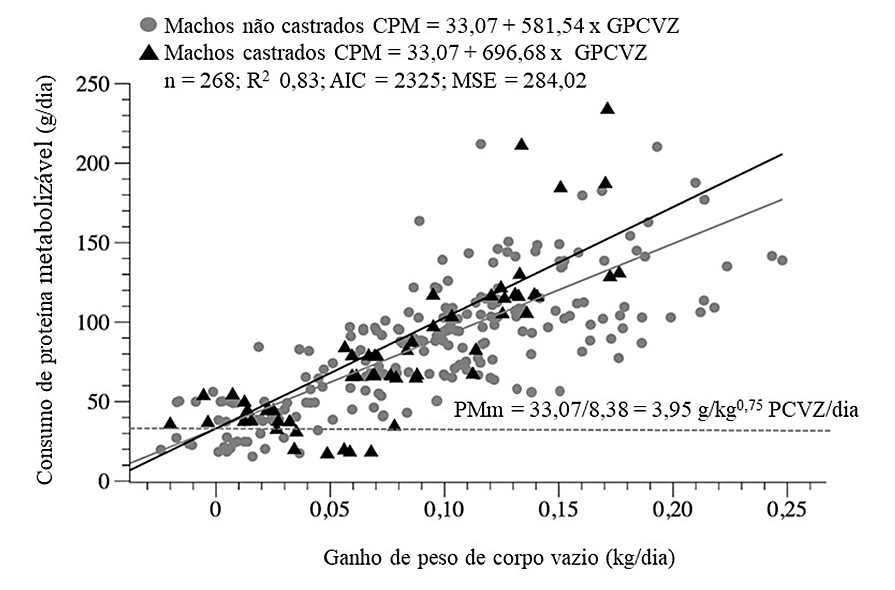 Machos não castrados CPM = 33,07 + 581,54 x GPCVZ
Machos castrados CPM = 33,07 + 696,68 x GPCVZ
n = 268; R² 0,83; AIC = 2325; MSE = 284,02
Consumo de proteína metabolizável (g/dia)
250
200
150
100
50
0
PMm = 33,07/8,38 = 3,95 g/kg⁰,⁷⁵ PCVZ/dia
0 0,05 0,10 0,15 0,20 0,25
Ganho de peso de corpo vazio (kg/dia)